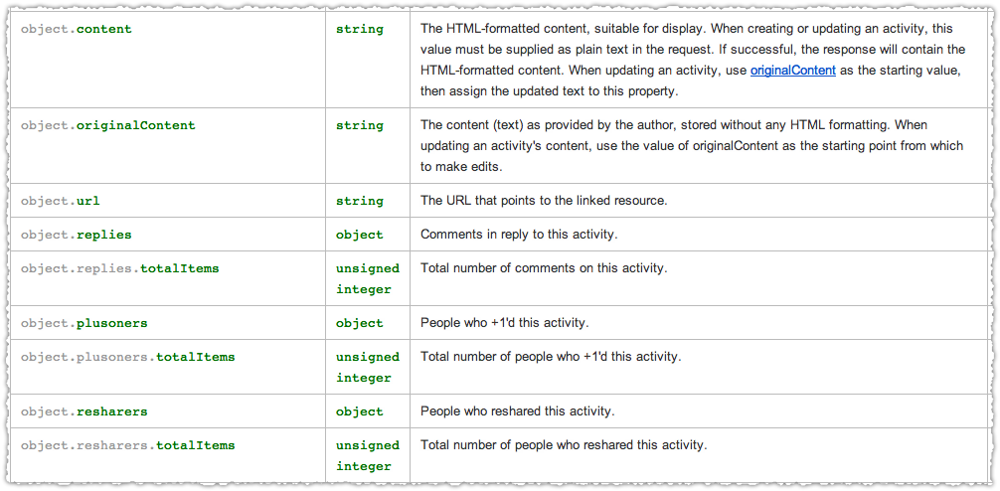 object.content string The HTML-formatted content, suitable for display. When creating or updating an activity, this
value must be supplied as plain text in the request. If successful, the response will contain the
HTML-formatted content. When updating an activity, use originalContent as the starting value,
then assign the updated text to this property.
object.originalContent string The content (text) as provided by the author, stored without any HTML formatting. When
updating an activity's content, use the value of originalContent as the starting point from which
to make edits.
object.url string The URL that points to the linked resource.
object.replies object Comments in reply to this activity.
object.replies.totalItems unsigned Total number of comments on this activity.
integer
object.plusoners object People who +1'd this activity.
object.plusoners.totalItems unsigned Total number of people who +1'd this activity.
integer
object.resharers object People who reshared this activity.
object.resharers.totalItems unsigned Total number of people who reshared this activity.
integer